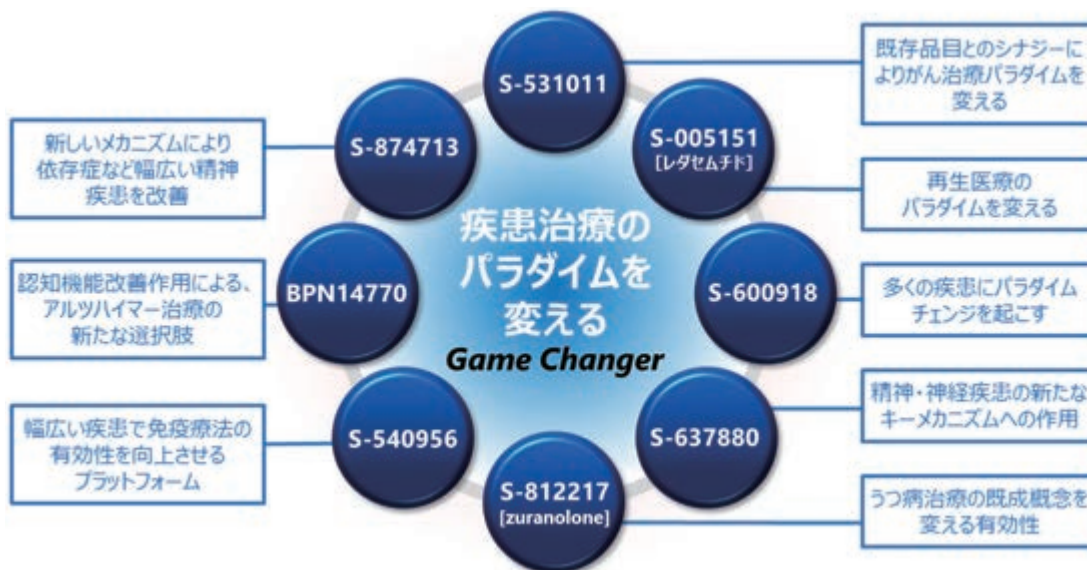 S-531011
既存品目とのシナジーに
よりがん治療パラダイムを
変える
S-005151
[レダセムチド]
再生医療の
パラダイムを変える
S-600918
多くの疾患にパラダイム
チェンジを起こす
S-637880
精神・神経疾患の新たな
キーメカニズムへの作用
S-812217
[zuranolone]
うつ病治療の既成概念を
変える有効性
S-540956
幅広い疾患で免疫療法の
有効性を向上させる
プラットフォーム
BPN14770
認知機能改善作用による、
アルツハイマー治療の
新たな選択肢
S-874713
新しいメカニズムにより
依存症など幅広い精神
疾患を改善
疾患治療の
パラダイムを
変える
Game Changer